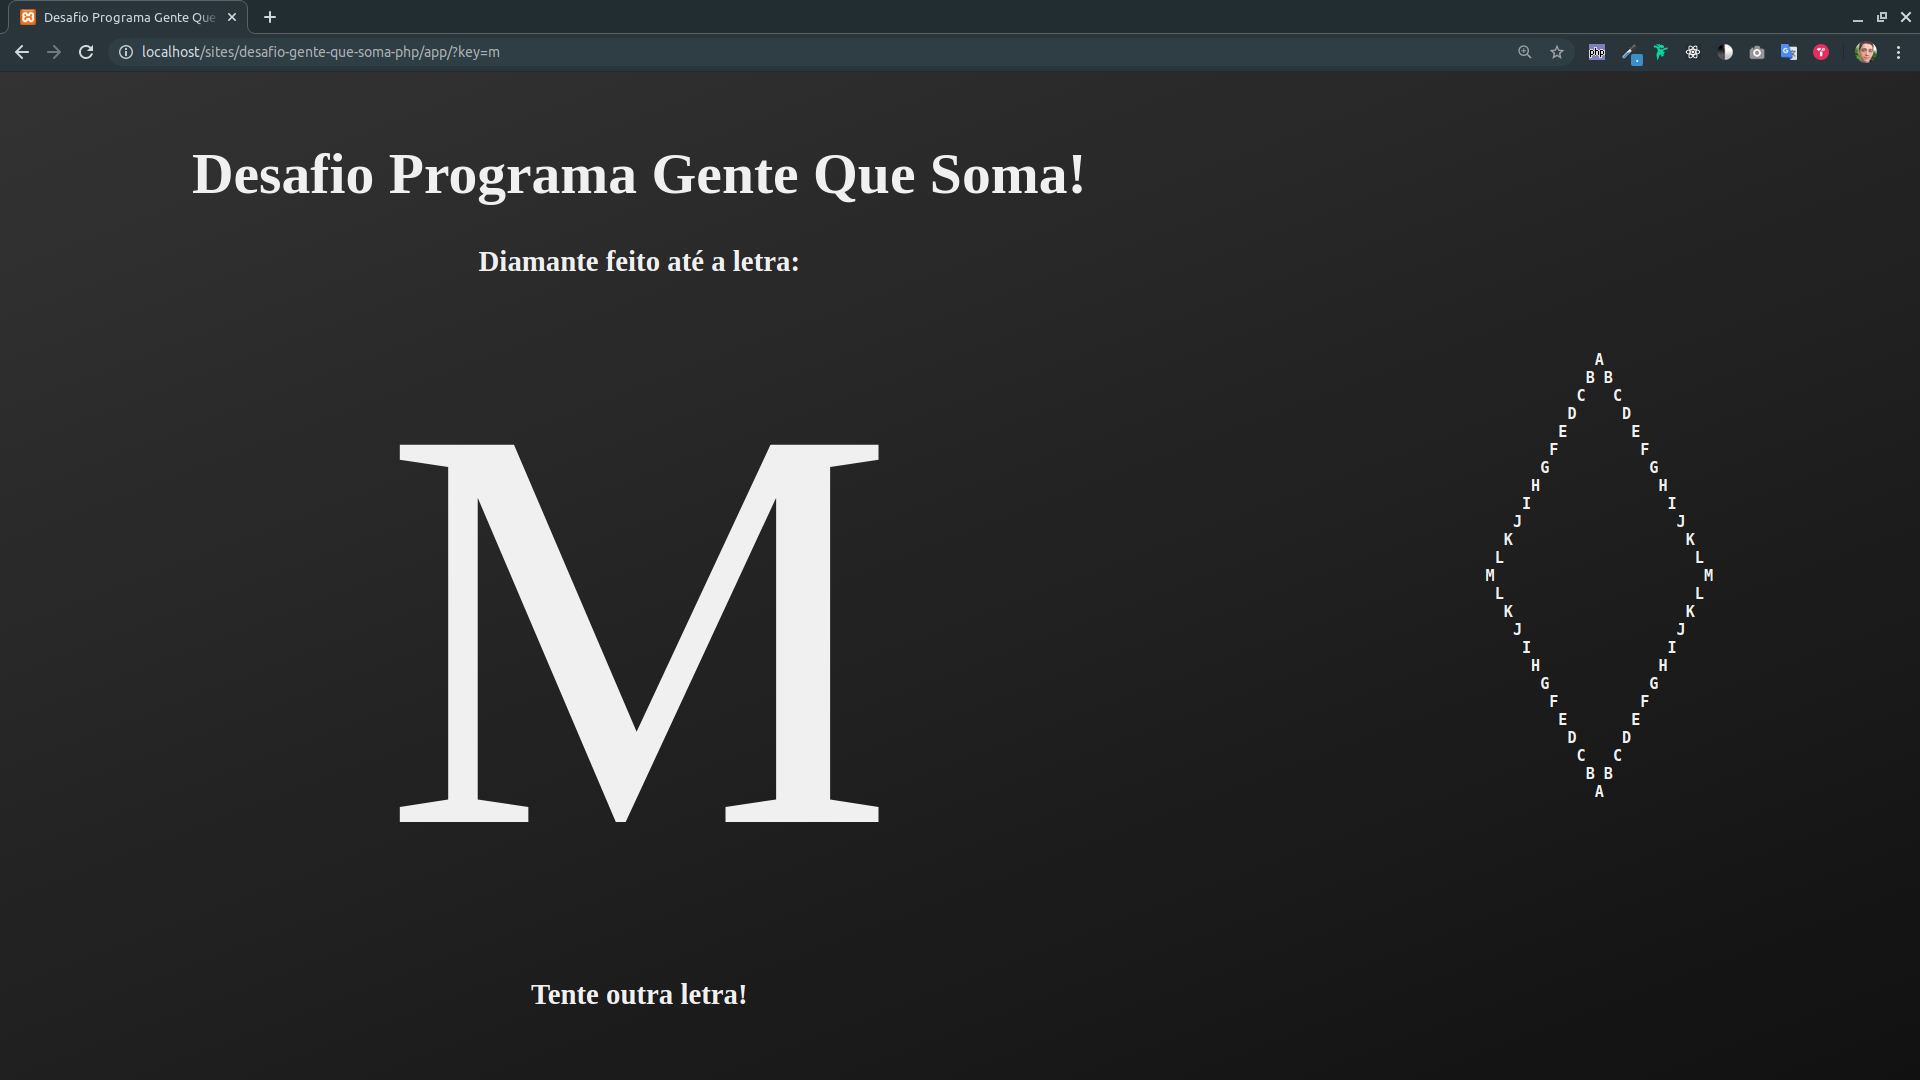 Desafio Programa Gente Que
localhost/sites/desafio-gente-que-soma-php/app/?key=m
php
Desafio Programa Gente Que Soma!
Diamante feito até a letra:
M
Tente outra letra!
A
B B
C C
D D
E E
F F
G G
H H
I I
J J
K K
L L
M M
L L
K K
J J
I I
H H
G G
F F
E E
D D
C C
B B
A